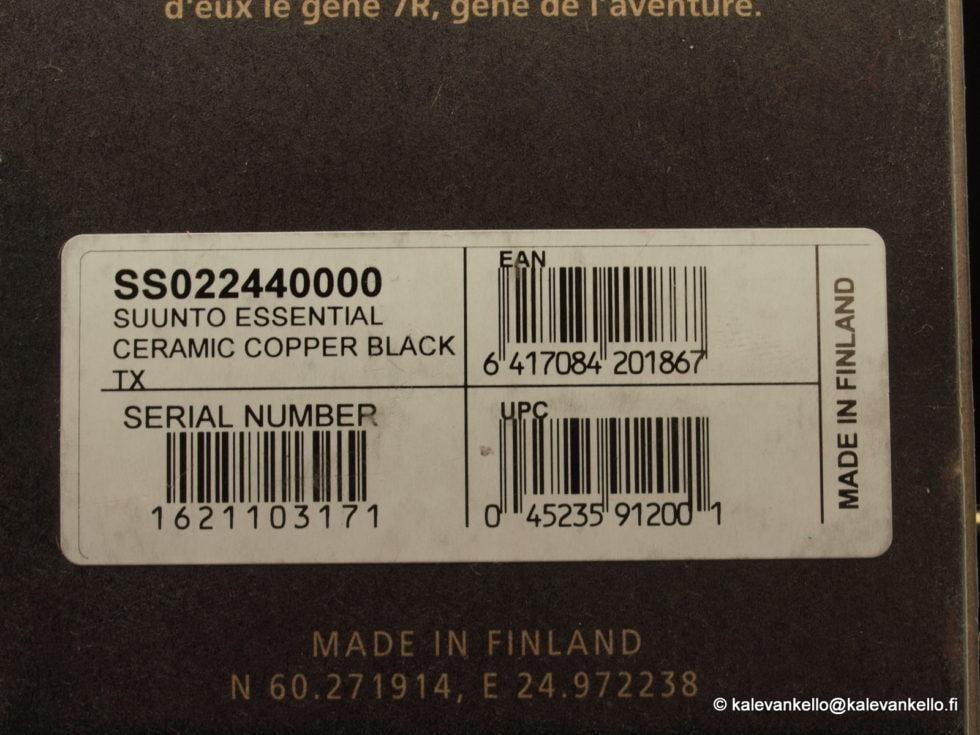 d'eux le gène 7R, gène de l'aventure.
SS022440000
SUUNTO ESSENTIAL
CERAMIC COPPER BLACK
TX
SERIAL NUMBER
1621103171
EAN
6 417084 201867
UPC
0 45235 91200 1
MADE IN FINLAND
MADE IN FINLAND
N 60.271914, E 24.972238
© kalevankello@kalevankello.fi